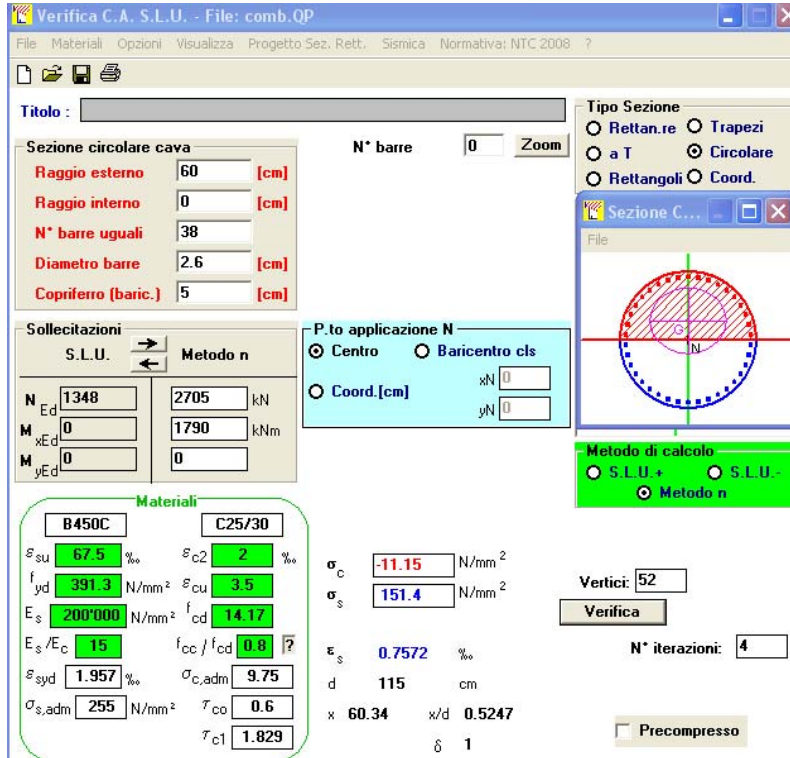 Verifica C.A. S.L.U. - File: comb.QP
File Materiali Opzioni Visualizza Progetto Sez. Rett. Sismica Normativa: NTC 2008 ?
Titolo :
Tipo Sezione
Rettan.re Trapezi
a T Circolare
Rettangoli Coord.
Sezione circolare cava
Raggio esterno 60 [cm]
Raggio interno 0 [cm]
N° barre uguali 38
Diametro barre 2.6 [cm]
Copriferro (baric.) 5 [cm]
N° barre 0 Zoom
Sezione C...
File
G
N
Sollecitazioni
S.L.U. Metodo n
N Ed 1348 2705 kN
M xEd 0 1790 kNm
M yEd 0 0
P.to applicazione N
Centro Baricentro cls
Coord.[cm] xN 0
yN 0
Metodo di calcolo
S.L.U.+ S.L.U.-
Metodo n
Materiali
B450C C25/30
εsu 67.5 ‰ εc2 2 ‰
fyd 391.3 N/mm² εcu 3.5
Es 200'000 N/mm² fcd 14.17
Es /Ec 15 fcc / fcd 0.8 ?
εsyd 1.957 ‰ σc,adm 9.75
σs,adm 255 N/mm² τco 0.6
τc1 1.829
σc -11.15 N/mm²
σs 151.4 N/mm²
εs 0.7572 ‰
d 115 cm
x 60.34 x/d 0.5247
δ 1
Vertici: 52
Verifica
N° iterazioni: 4
Precompresso